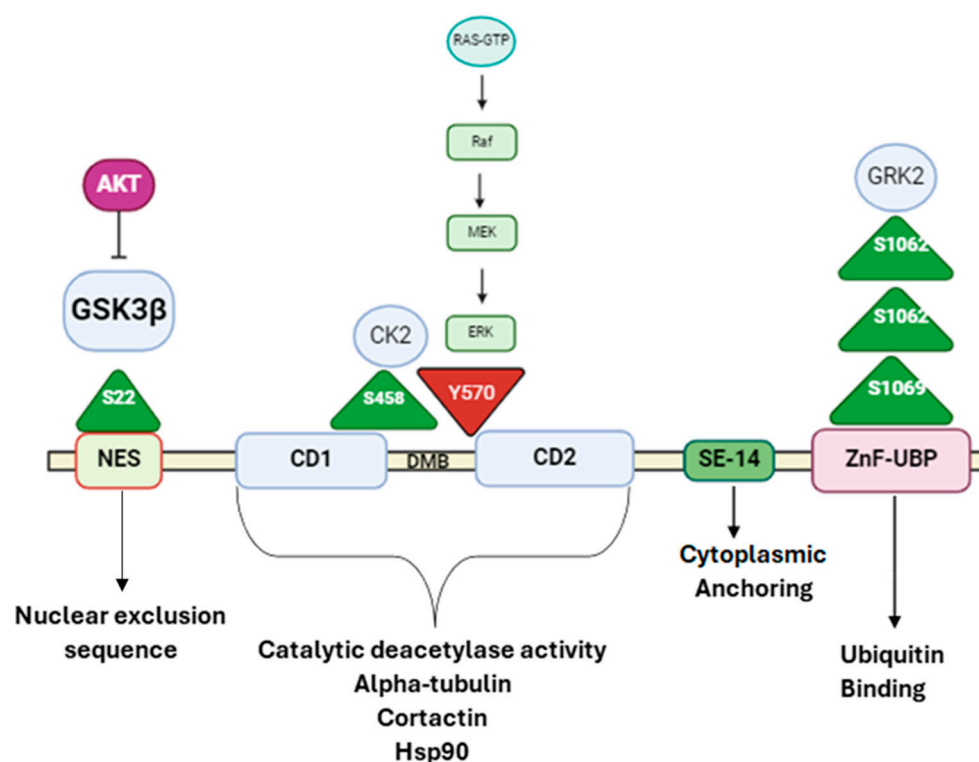 RAS-GTP
Raf
MEK
ERK
AKT
GSK3β
S22
NES
CK2
S458
Y570
CD1
DMB
CD2
SE-14
GRK2
S1062
S1062
S1069
ZnF-UBP
Nuclear exclusion
sequence
Catalytic deacetylase activity
Alpha-tubulin
Cortactin
Hsp90
Cytoplasmic
Anchoring
Ubiquitin
Binding